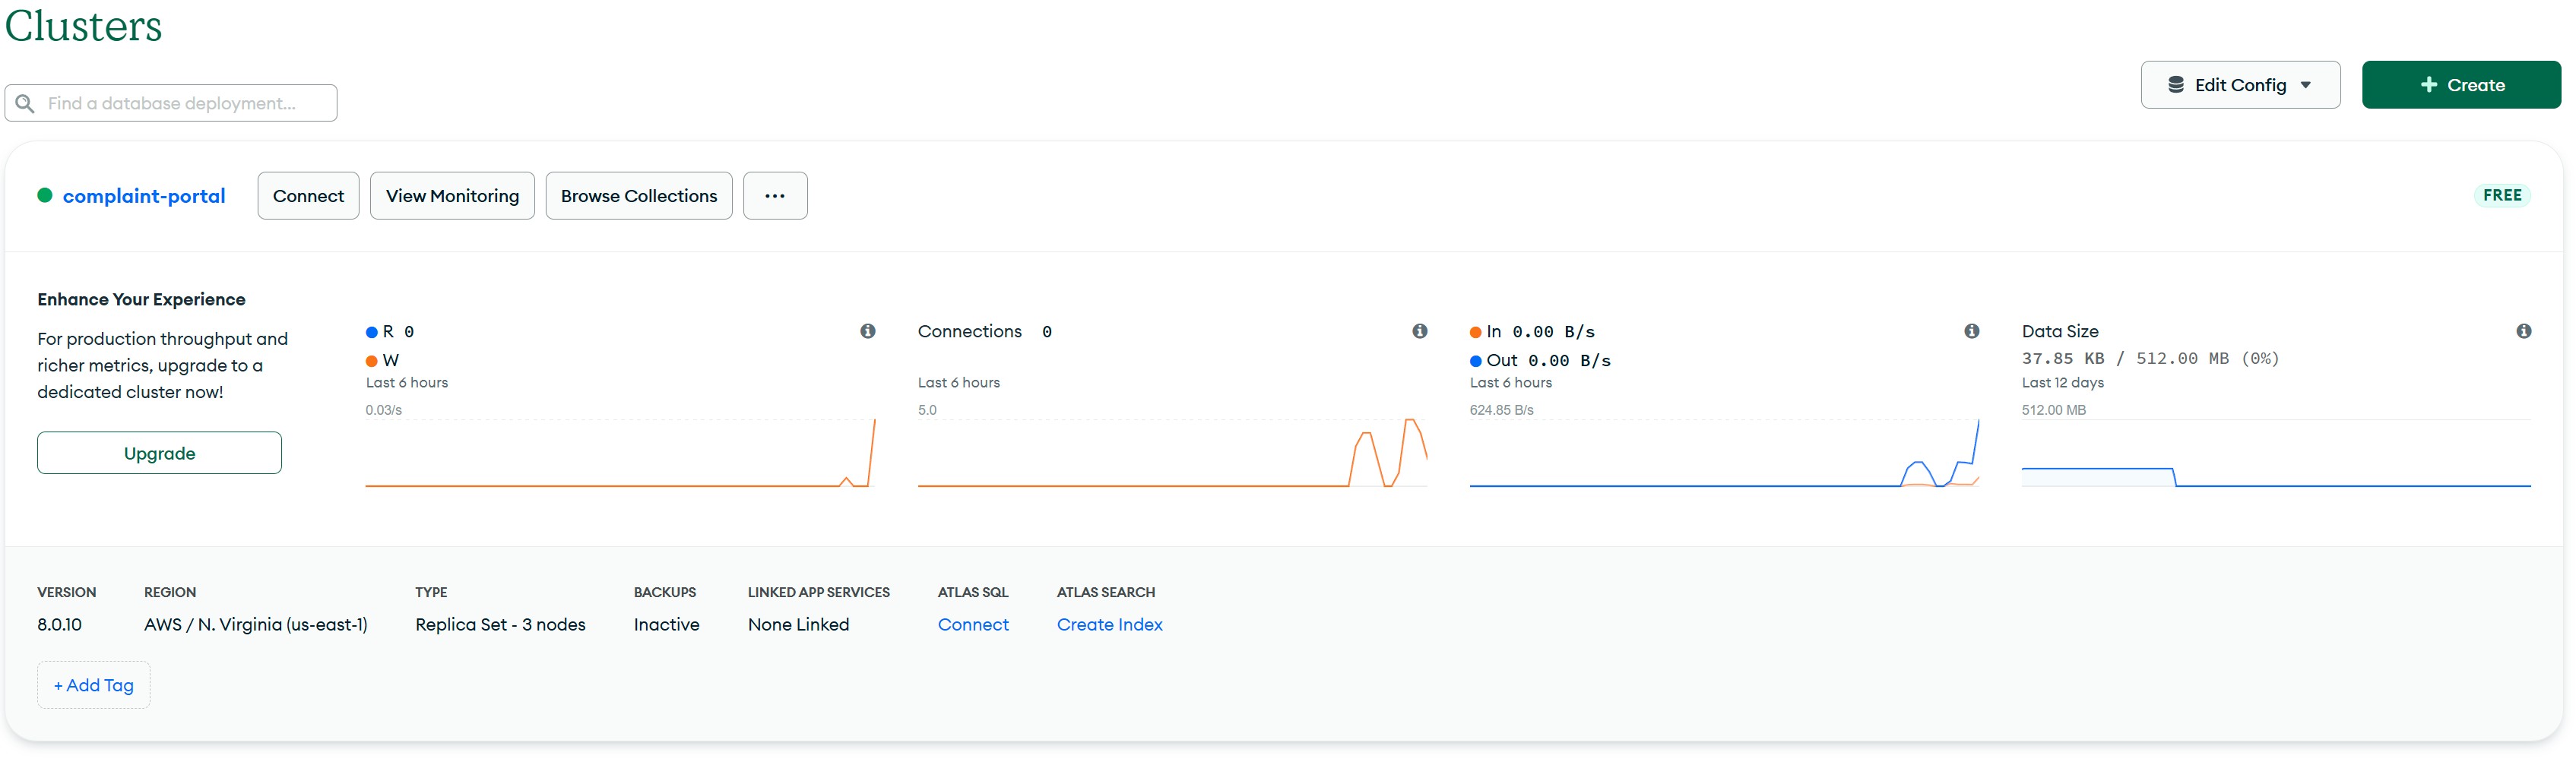 Clusters
Find a database deployment...
Edit Config
+ Create
complaint-portal
Connect
View Monitoring
Browse Collections
...
FREE
Enhance Your Experience
For production throughput and
richer metrics, upgrade to a
dedicated cluster now!
Upgrade
R 0
W
Last 6 hours
0.03/s
Connections 0
Last 6 hours
5.0
In 0.00 B/s
Out 0.00 B/s
Last 6 hours
624.85 B/s
Data Size
37.85 KB / 512.00 MB (0%)
Last 12 days
512.00 MB
VERSION
8.0.10
REGION
AWS / N. Virginia (us-east-1)
TYPE
Replica Set - 3 nodes
BACKUPS
Inactive
LINKED APP SERVICES
None Linked
ATLAS SQL
Connect
ATLAS SEARCH
Create Index
+ Add Tag